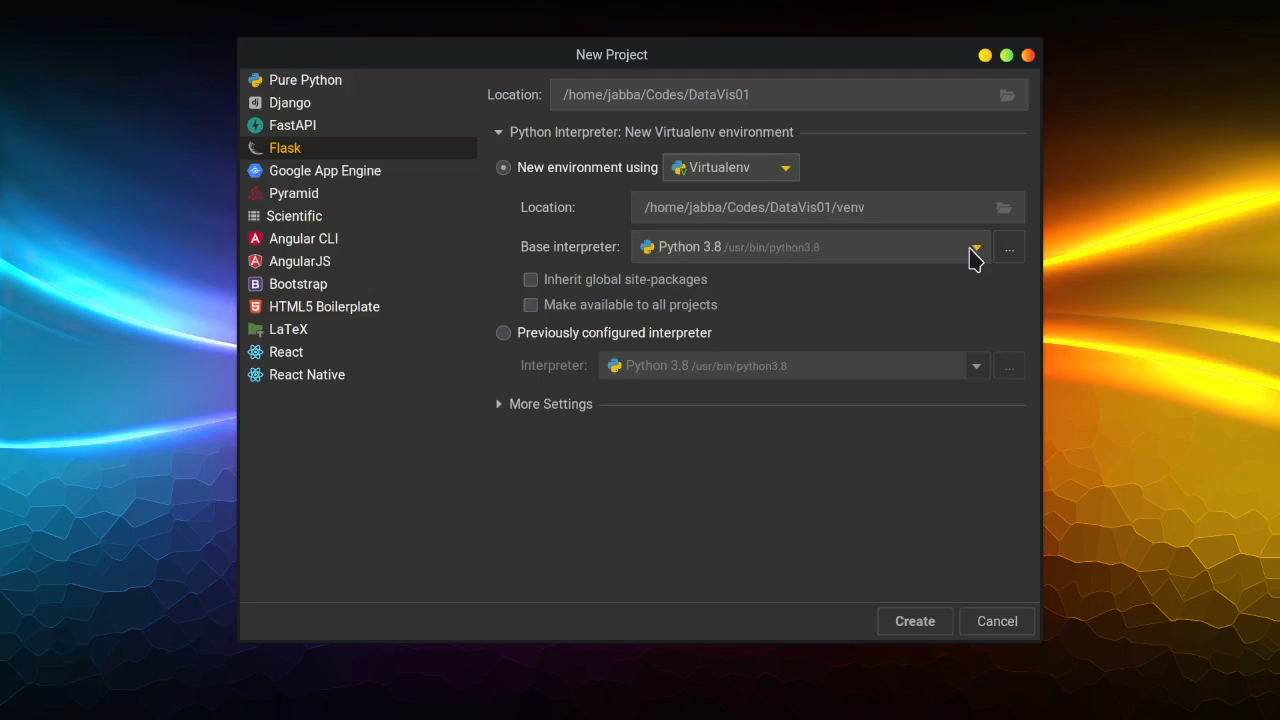 New Project
Pure Python
Django
FastAPI
Flask
Google App Engine
Pyramid
Scientific
Angular CLI
AngularJS
Bootstrap
HTML5 Boilerplate
LaTeX
React
React Native
Location: /home/jabba/Codes/DataVis01
Python Interpreter: New Virtualenv environment
New environment using Virtualenv
Location: /home/jabba/Codes/DataVis01/venv
Base interpreter: Python 3.8 /usr/bin/python3.8 ...
Inherit global site-packages
Make available to all projects
Previously configured interpreter
Interpreter: Python 3.8 /usr/bin/python3.8 ...
More Settings
Create Cancel